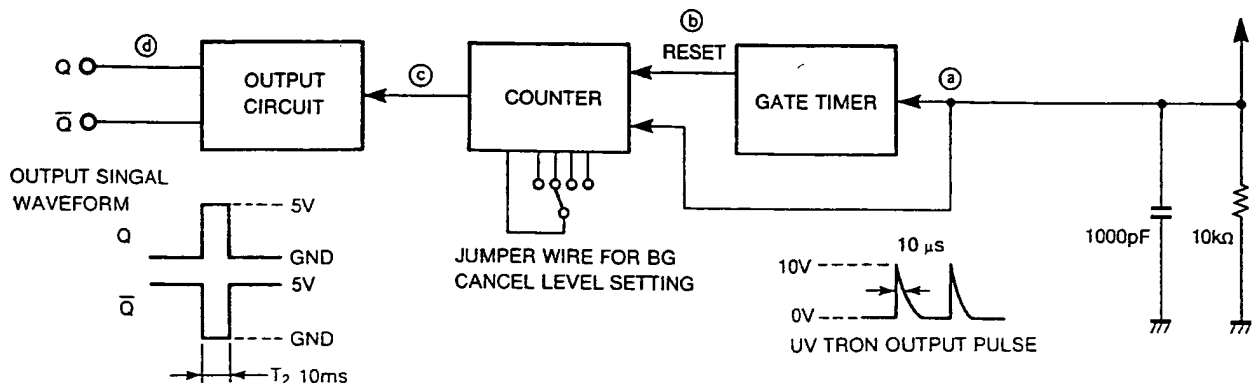 ⓓ
Q
Q̅
OUTPUT
CIRCUIT
ⓒ
COUNTER
ⓑ
RESET
GATE TIMER
ⓐ
OUTPUT SINGAL
WAVEFORM
Q
5V
GND
Q̅
5V
GND
T₂ 10ms
JUMPER WIRE FOR BG
CANCEL LEVEL SETTING
10 μs
10V
0V
UV TRON OUTPUT PULSE
1000pF
10kΩ